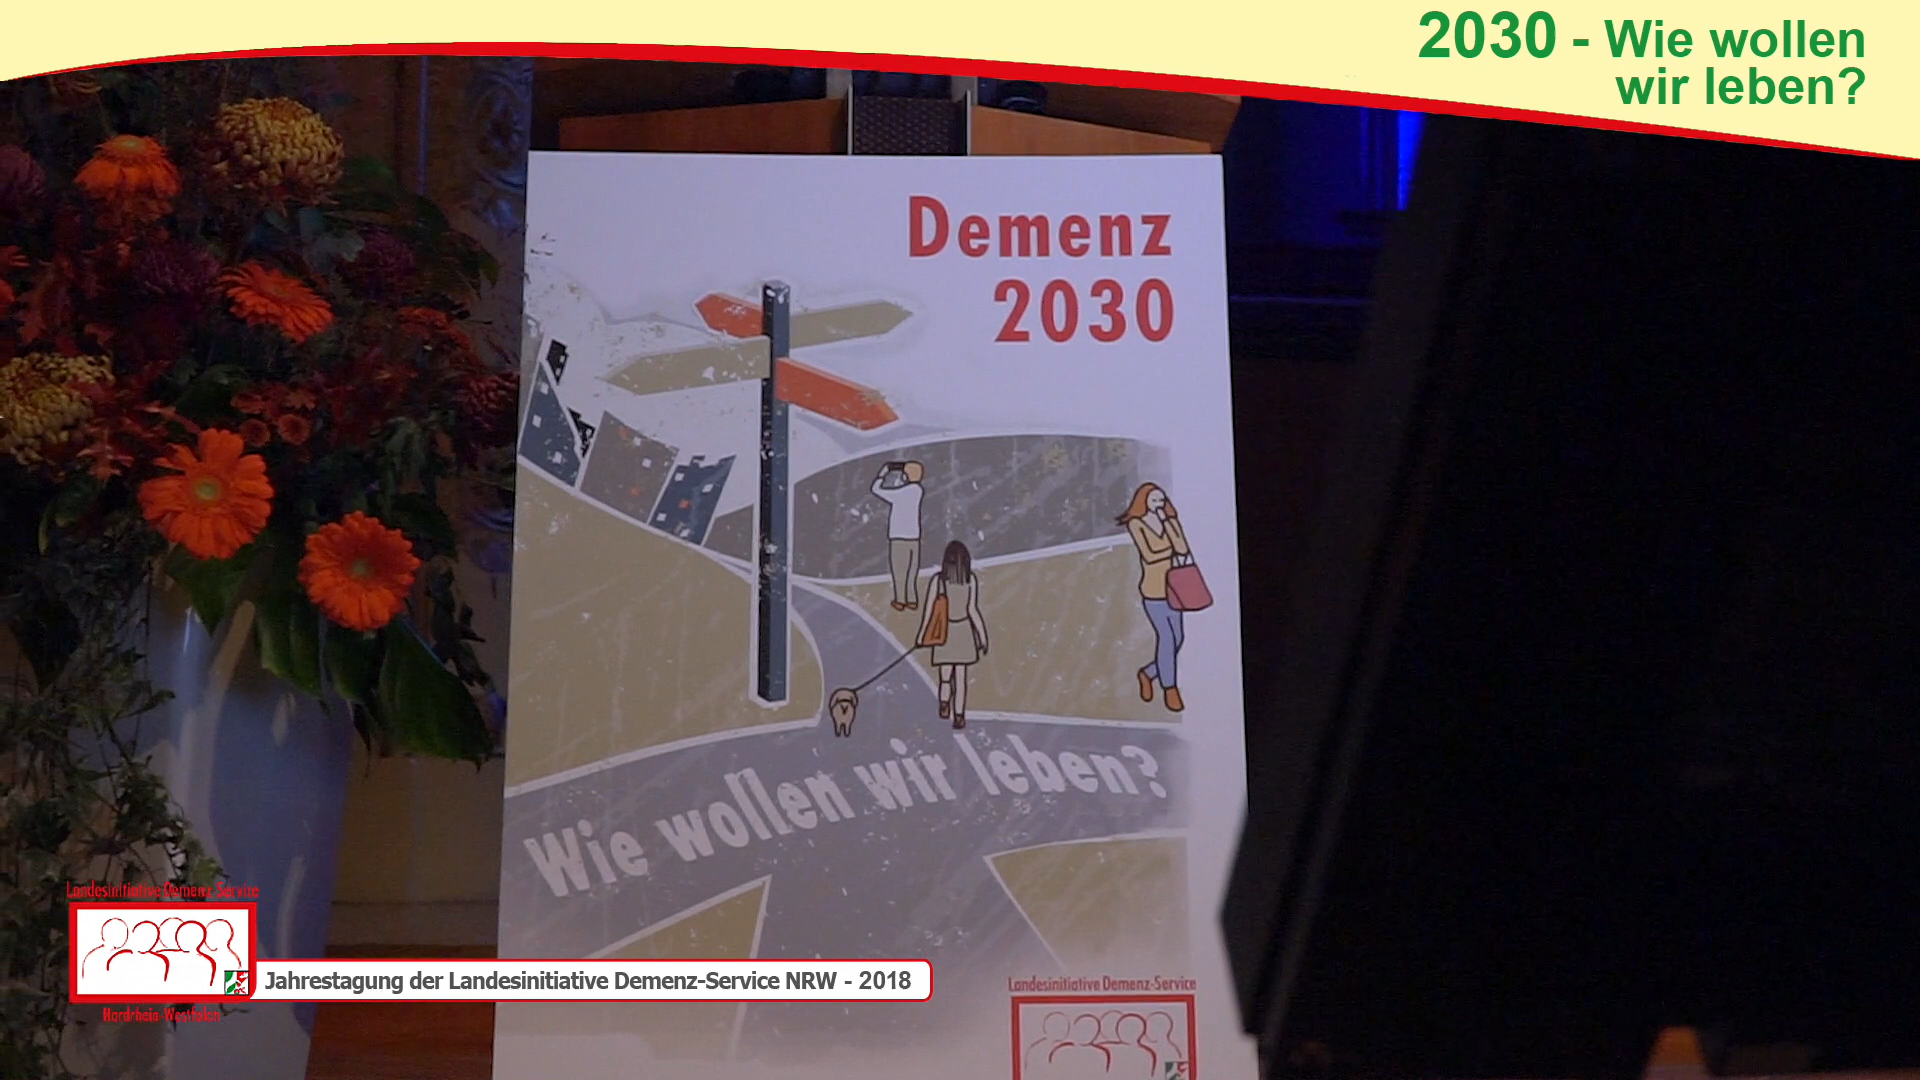 2030 - Wie wollen
wir leben?
Demenz
2030
Wie wollen wir leben?
Landesinitiative Demenz-Service
Nordrhein-Westfalen
Jahrestagung der Landesinitiative Demenz-Service NRW - 2018
Landesinitiative Demenz-Service